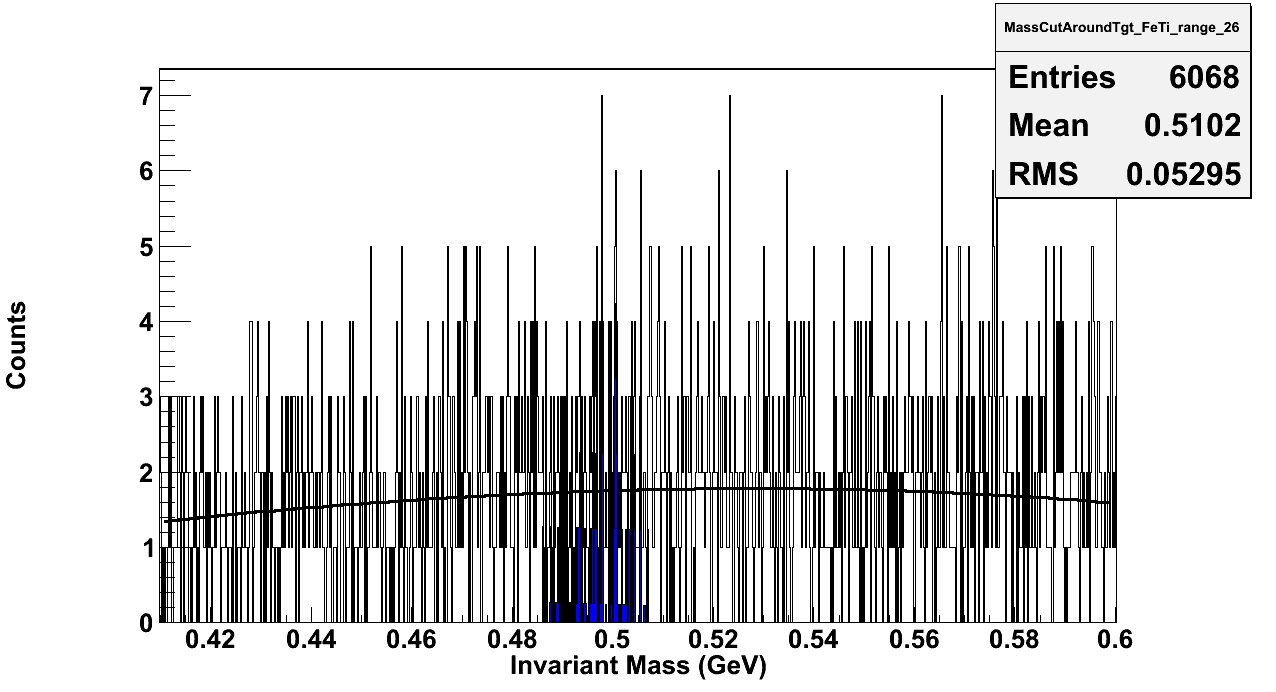 MassCutAroundTgt_FeTi_range_26
Entries 6068
Mean 0.5102
RMS 0.05295
7
6
5
4
3
2
1
0
Counts
0.42 0.44 0.46 0.48 0.5 0.52 0.54 0.56 0.58 0.6
Invariant Mass (GeV)